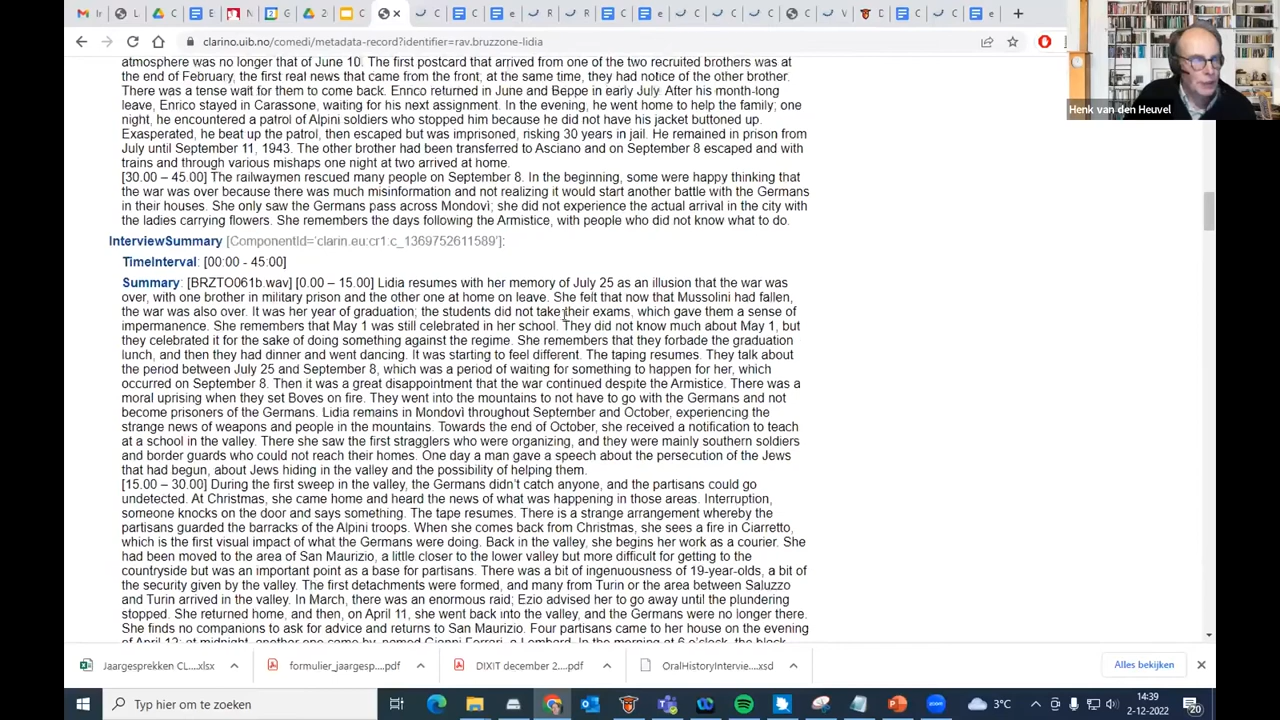 clarino.uib.no/comedi/metadata-record?identifier=rav.bruzzone-lidia
Henk van den Heuvel
atmosphere was no longer that of June 10. The first postcard that arrived from one of the two recruited brothers was at
the end of February, the first real news that came from the front; at the same time, they had notice of the other brother.
There was a tense wait for them to come back. Enrico returned in June and Beppe in early July. After his month-long
leave, Enrico stayed in Carassone, waiting for his next assignment. In the evening, he went home to help the family; one
night, he encountered a patrol of Alpini soldiers who stopped him because he did not have his jacket buttoned up.
Exasperated, he beat up the patrol, then escaped but was imprisoned, risking 30 years in jail. He remained in prison from
July until September 11, 1943. The other brother had been transferred to Asciano and on September 8 escaped and with
trains and through various mishaps one night at two arrived at home.
[30.00 – 45.00] The railwaymen rescued many people on September 8. In the beginning, some were happy thinking that
the war was over because there was much misinformation and not realizing it would start another battle with the Germans
in their houses. She only saw the Germans pass across Mondovì; she did not experience the actual arrival in the city with
the ladies carrying flowers. She remembers the days following the Armistice, with people who did not know what to do.
InterviewSummary [ComponentId='clarin.eu:cr1:c_1369752611589']:
TimeInterval: [00:00 - 45:00]
Summary: [BRZTO061b.wav] [0.00 – 15.00] Lidia resumes with her memory of July 25 as an illusion that the war was
over, with one brother in military prison and the other one at home on leave. She felt that now that Mussolini had fallen,
the war was also over. It was her year of graduation; the students did not take their exams, which gave them a sense of
impermanence. She remembers that May 1 was still celebrated in her school. They did not know much about May 1, but
they celebrated it for the sake of doing something against the regime. She remembers that they forbade the graduation
lunch, and then they had dinner and went dancing. It was starting to feel different. The taping resumes. They talk about
the period between July 25 and September 8, which was a period of waiting for something to happen for her, which
occurred on September 8. Then it was a great disappointment that the war continued despite the Armistice. There was a
moral uprising when they set Boves on fire. They went into the mountains to not have to go with the Germans and not
become prisoners of the Germans. Lidia remains in Mondovì throughout September and October, experiencing the
strange news of weapons and people in the mountains. Towards the end of October, she received a notification to teach
at a school in the valley. There she saw the first stragglers who were organizing, and they were mainly southern soldiers
and border guards who could not reach their homes. One day a man gave a speech about the persecution of the Jews
that had begun, about Jews hiding in the valley and the possibility of helping them.
[15.00 – 30.00] During the first sweep in the valley, the Germans didn't catch anyone, and the partisans could go
undetected. At Christmas, she came home and heard the news of what was happening in those areas. Interruption,
someone knocks on the door and says something. The tape resumes. There is a strange arrangement whereby the
partisans guarded the barracks of the Alpini troops. When she comes back from Christmas, she sees a fire in Ciarretto,
which is the first visual impact of what the Germans were doing. Back in the valley, she begins her work as a courier. She
had been moved to the area of San Maurizio, a little closer to the lower valley but more difficult for getting to the
countryside but was an important point as a base for partisans. There was a bit of ingenuousness of 19-year-olds, a bit of
the security given by the valley. The first detachments were formed, and many from Turin or the area between Saluzzo
and Turin arrived in the valley. In March, there was an enormous raid; Ezio advised her to go away until the plundering
stopped. She returned home, and then, on April 11, she went back into the valley, and the Germans were no longer there.
She finds no companions to ask for advice and returns to San Maurizio. Four partisans came to her house on the evening
of April 12; at midnight, another one came by, named Gianni Ferrari, a Lombard. In the morning at 6 o'clock, the block
Jaargesprekken CL....xlsx
formulier_jaargesp....pdf
DIXIT december 2....pdf
OralHistoryIntervie....xsd
Alles bekijken
Typ hier om te zoeken
3°C
14:39
2-12-2022
20